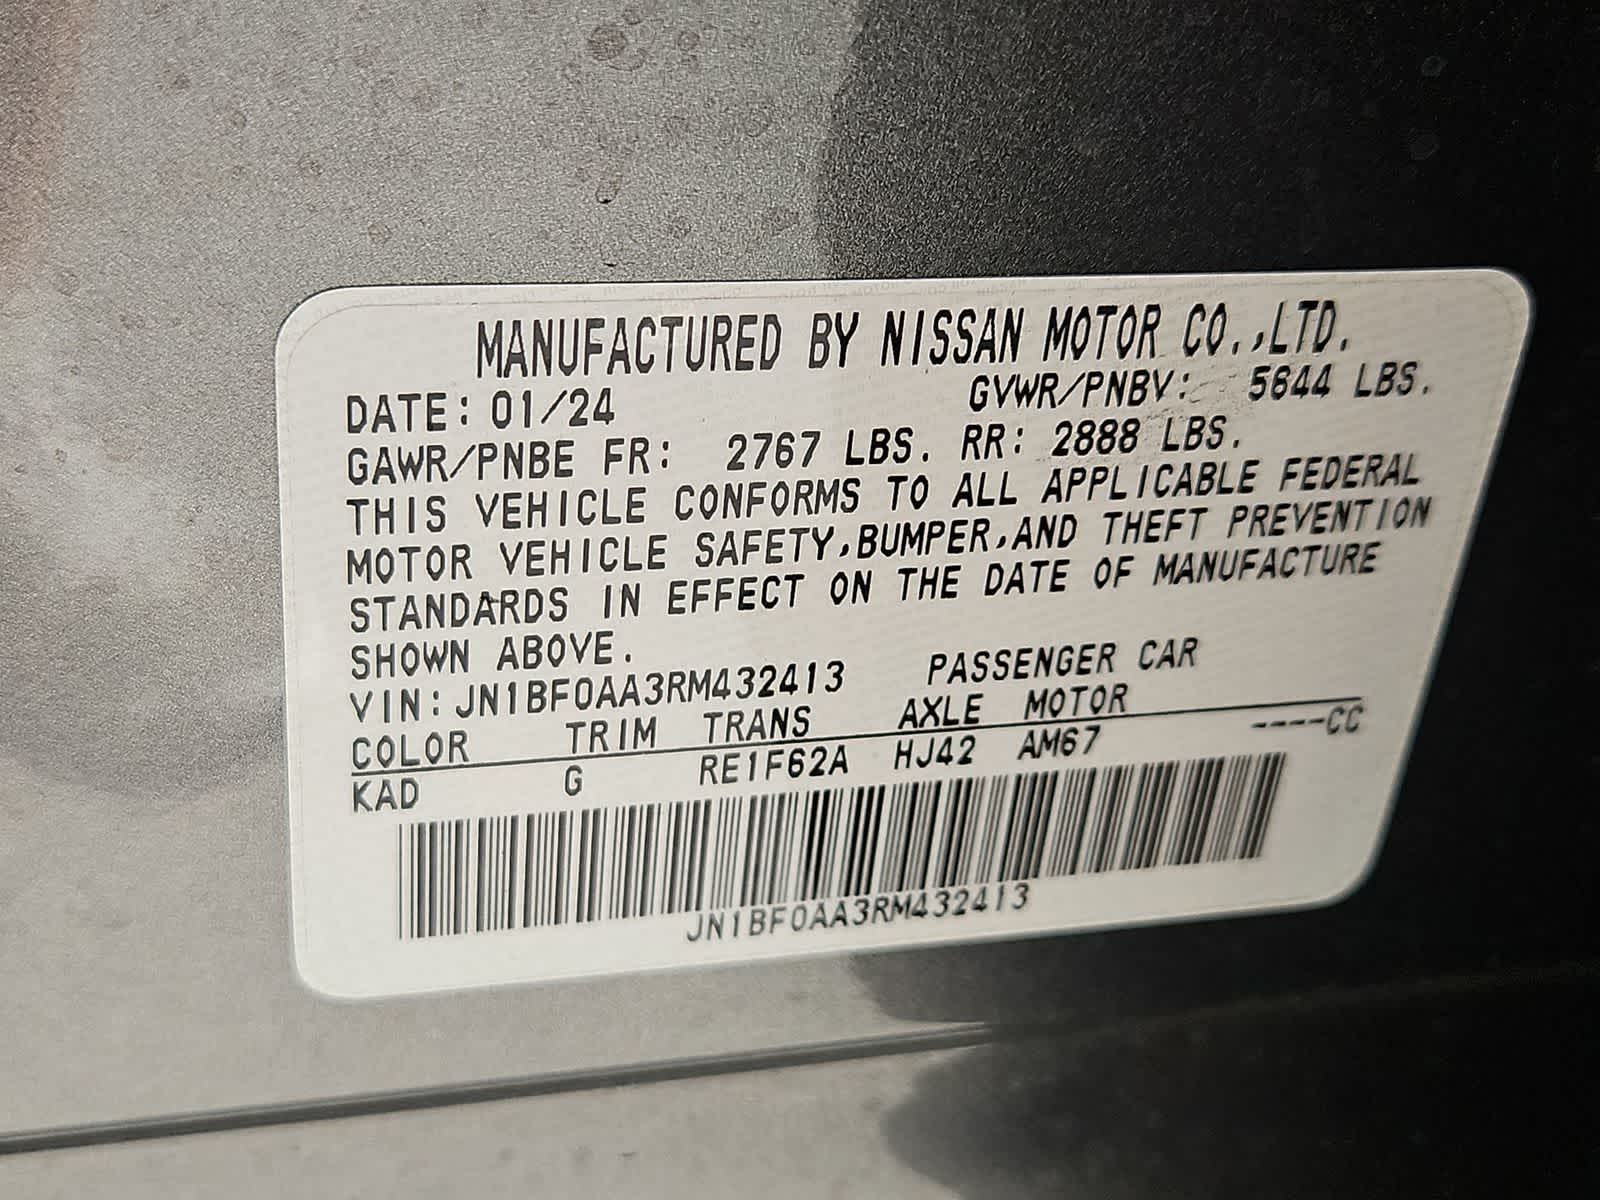 MANUFACTURED BY NISSAN MOTOR CO.,LTD.
DATE: 01/24 GVWR/PNBV: 5644 LBS.
GAWR/PNBE FR: 2767 LBS. RR: 2888 LBS.
THIS VEHICLE CONFORMS TO ALL APPLICABLE FEDERAL
MOTOR VEHICLE SAFETY,BUMPER,AND THEFT PREVENTION
STANDARDS IN EFFECT ON THE DATE OF MANUFACTURE
SHOWN ABOVE.
VIN: JN1BF0AA3RM432413 PASSENGER CAR
COLOR TRIM TRANS AXLE MOTOR
KAD G RE1F62A HJ42 AM67 ----CC
JN1BF0AA3RM432413